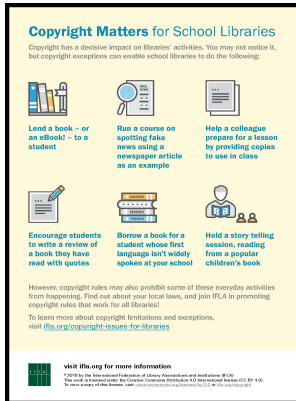 Copyright Matters for School Libraries
Copyright has a decisive impact on libraries' activities. You may not notice it,
but copyright exceptions can enable school libraries to do the following:
Lend a book – or
an eBook! – to a
student
Run a course on
spotting fake
news using a
newspaper article
as an example
Help a colleague
prepare for a lesson
by providing copies
to use in class
Encourage students
to write a review of
a book they have
read with quotes
Borrow a book for a
student whose first
language isn't widely
spoken at your school
Hold a story telling
session, reading
from a popular
children's book
However, copyright rules may also prohibit some of these everyday activities
from happening. Find out about your local laws, and join IFLA in promoting
copyright rules that work for all libraries!
To learn more about copyright limitations and exceptions,
visit ifla.org/copyright-issues-for-libraries
visit ifla.org for more information
© 2018 by the International Federation of Library Associations and Institutions (IFLA)
This work is licensed under the Creative Commons Attribution 4.0 International license (CC BY 4.0).
To view a copy of this license, visit